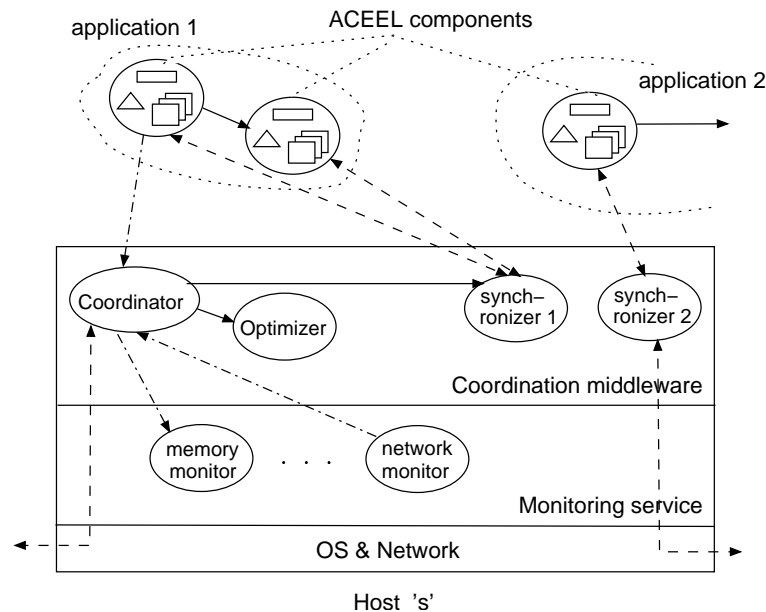 ACEEL components
application 1
application 2
Coordinator
Optimizer
synch-
ronizer 1
synch-
ronizer 2
Coordination middleware
memory
monitor
. . .
network
monitor
Monitoring service
OS & Network
Host 's'